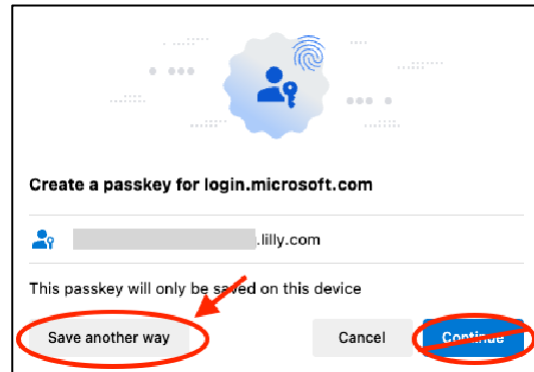 Create a passkey for login.microsoft.com
.lilly.com
This passkey will only be saved on this device
Save another way Cancel Continue